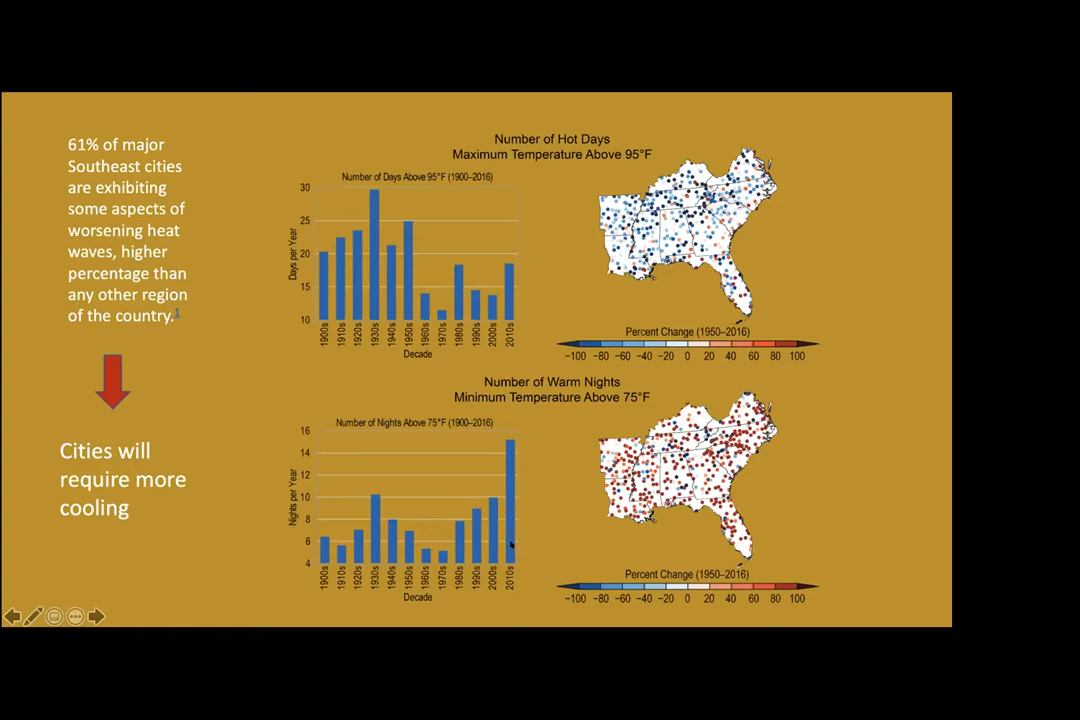 61% of major
Southeast cities
are exhibiting
some aspects of
worsening heat
waves, higher
percentage than
any other region
of the country.1
Cities will
require more
cooling
Number of Hot Days
Maximum Temperature Above 95°F
Number of Days Above 95°F (1900–2016)
Days per Year
30
25
20
15
10
1900s 1910s 1920s 1930s 1940s 1950s 1960s 1970s 1980s 1990s 2000s 2010s
Decade
Percent Change (1950–2016)
−100 −80 −60 −40 −20 0 20 40 60 80 100
Number of Warm Nights
Minimum Temperature Above 75°F
Number of Nights Above 75°F (1900–2016)
Nights per Year
16
14
12
10
8
6
4
1900s 1910s 1920s 1930s 1940s 1950s 1960s 1970s 1980s 1990s 2000s 2010s
Decade
Percent Change (1950–2016)
−100 −80 −60 −40 −20 0 20 40 60 80 100